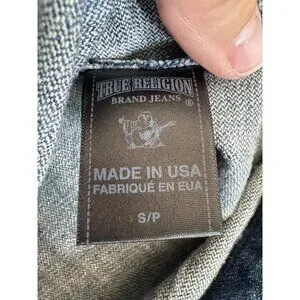 TRUE RELIGION
BRAND JEANS ®
MADE IN USA
FABRIQUÉ EN EUA
S/P